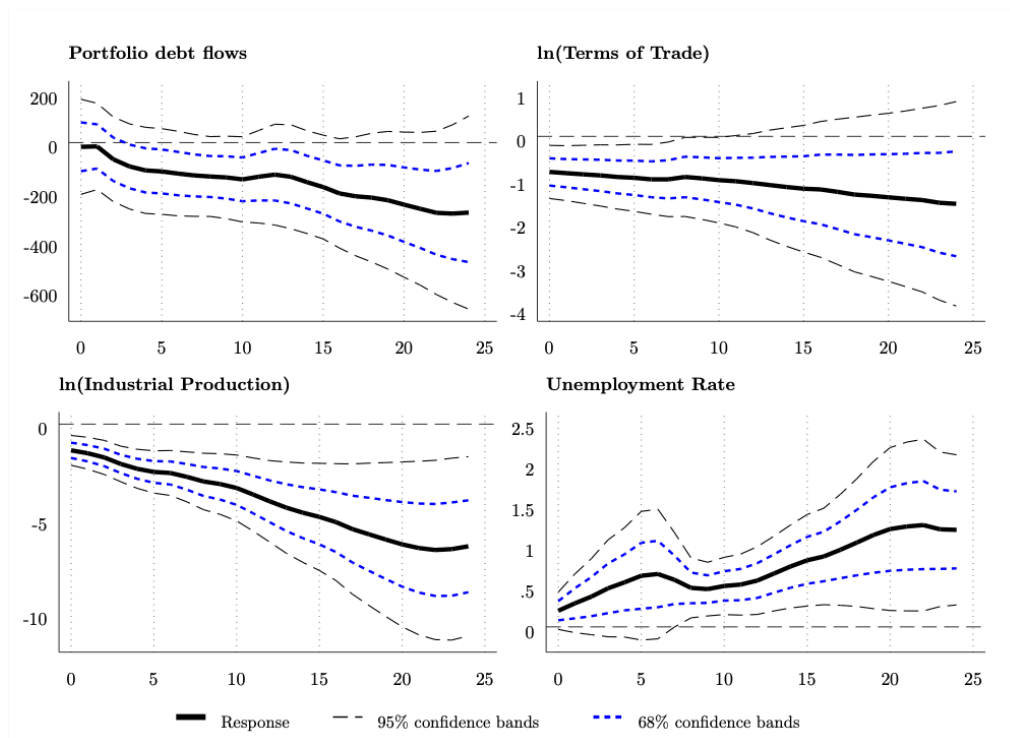 Portfolio debt flows
200
0
-200
-400
-600
0 5 10 15 20 25
ln(Terms of Trade)
1
0
-1
-2
-3
-4
0 5 10 15 20 25
ln(Industrial Production)
0
-5
-10
0 5 10 15 20 25
Unemployment Rate
2.5
2
1.5
1
.5
0
0 5 10 15 20 25
Response 95% confidence bands 68% confidence bands